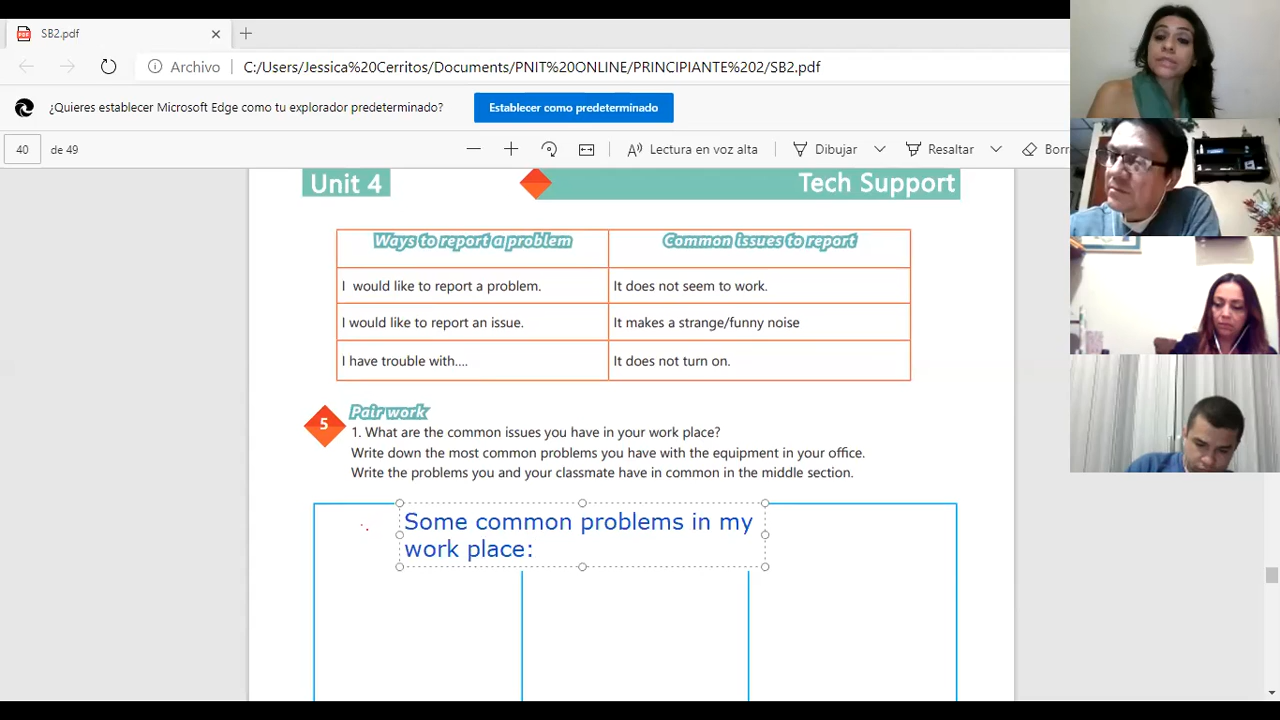 SB2.pdf
Archivo C:/Users/Jessica%20Cerritos/Documents/PNIT%20ONLINE/PRINCIPIANTE%202/SB2.pdf
¿Quieres establecer Microsoft Edge como tu explorador predeterminado? Establecer como predeterminado
40 de 49 Lectura en voz alta Dibujar Resaltar Borr
Unit 4 Tech Support
Ways to report a problem Common issues to report
I would like to report a problem. It does not seem to work.
I would like to report an issue. It makes a strange/funny noise
I have trouble with.... It does not turn on.
5 Pair work
1. What are the common issues you have in your work place?
Write down the most common problems you have with the equipment in your office.
Write the problems you and your classmate have in common in the middle section.
Some common problems in my
work place: